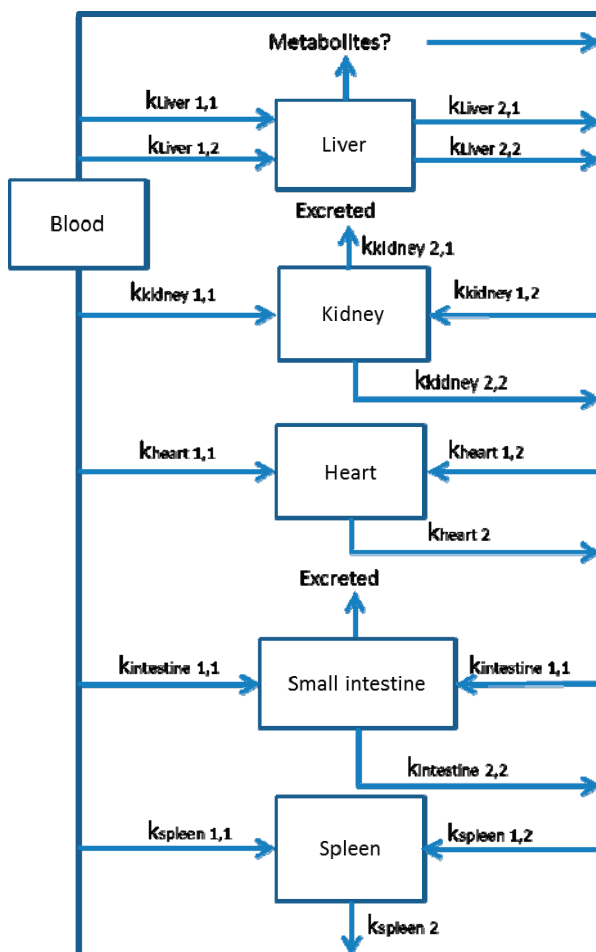 Metabolites?
kLiver 1,1
kLiver 2,1
Liver
kLiver 1,2
kLiver 2,2
Blood
Excreted
kkidney 2,1
kkidney 1,1
kkidney 1,2
Kidney
kkidney 2,2
kheart 1,1
kheart 1,2
Heart
kheart 2
Excreted
kintestine 1,1
kintestine 1,1
Small intestine
kintestine 2,2
kspleen 1,1
kspleen 1,2
Spleen
kspleen 2